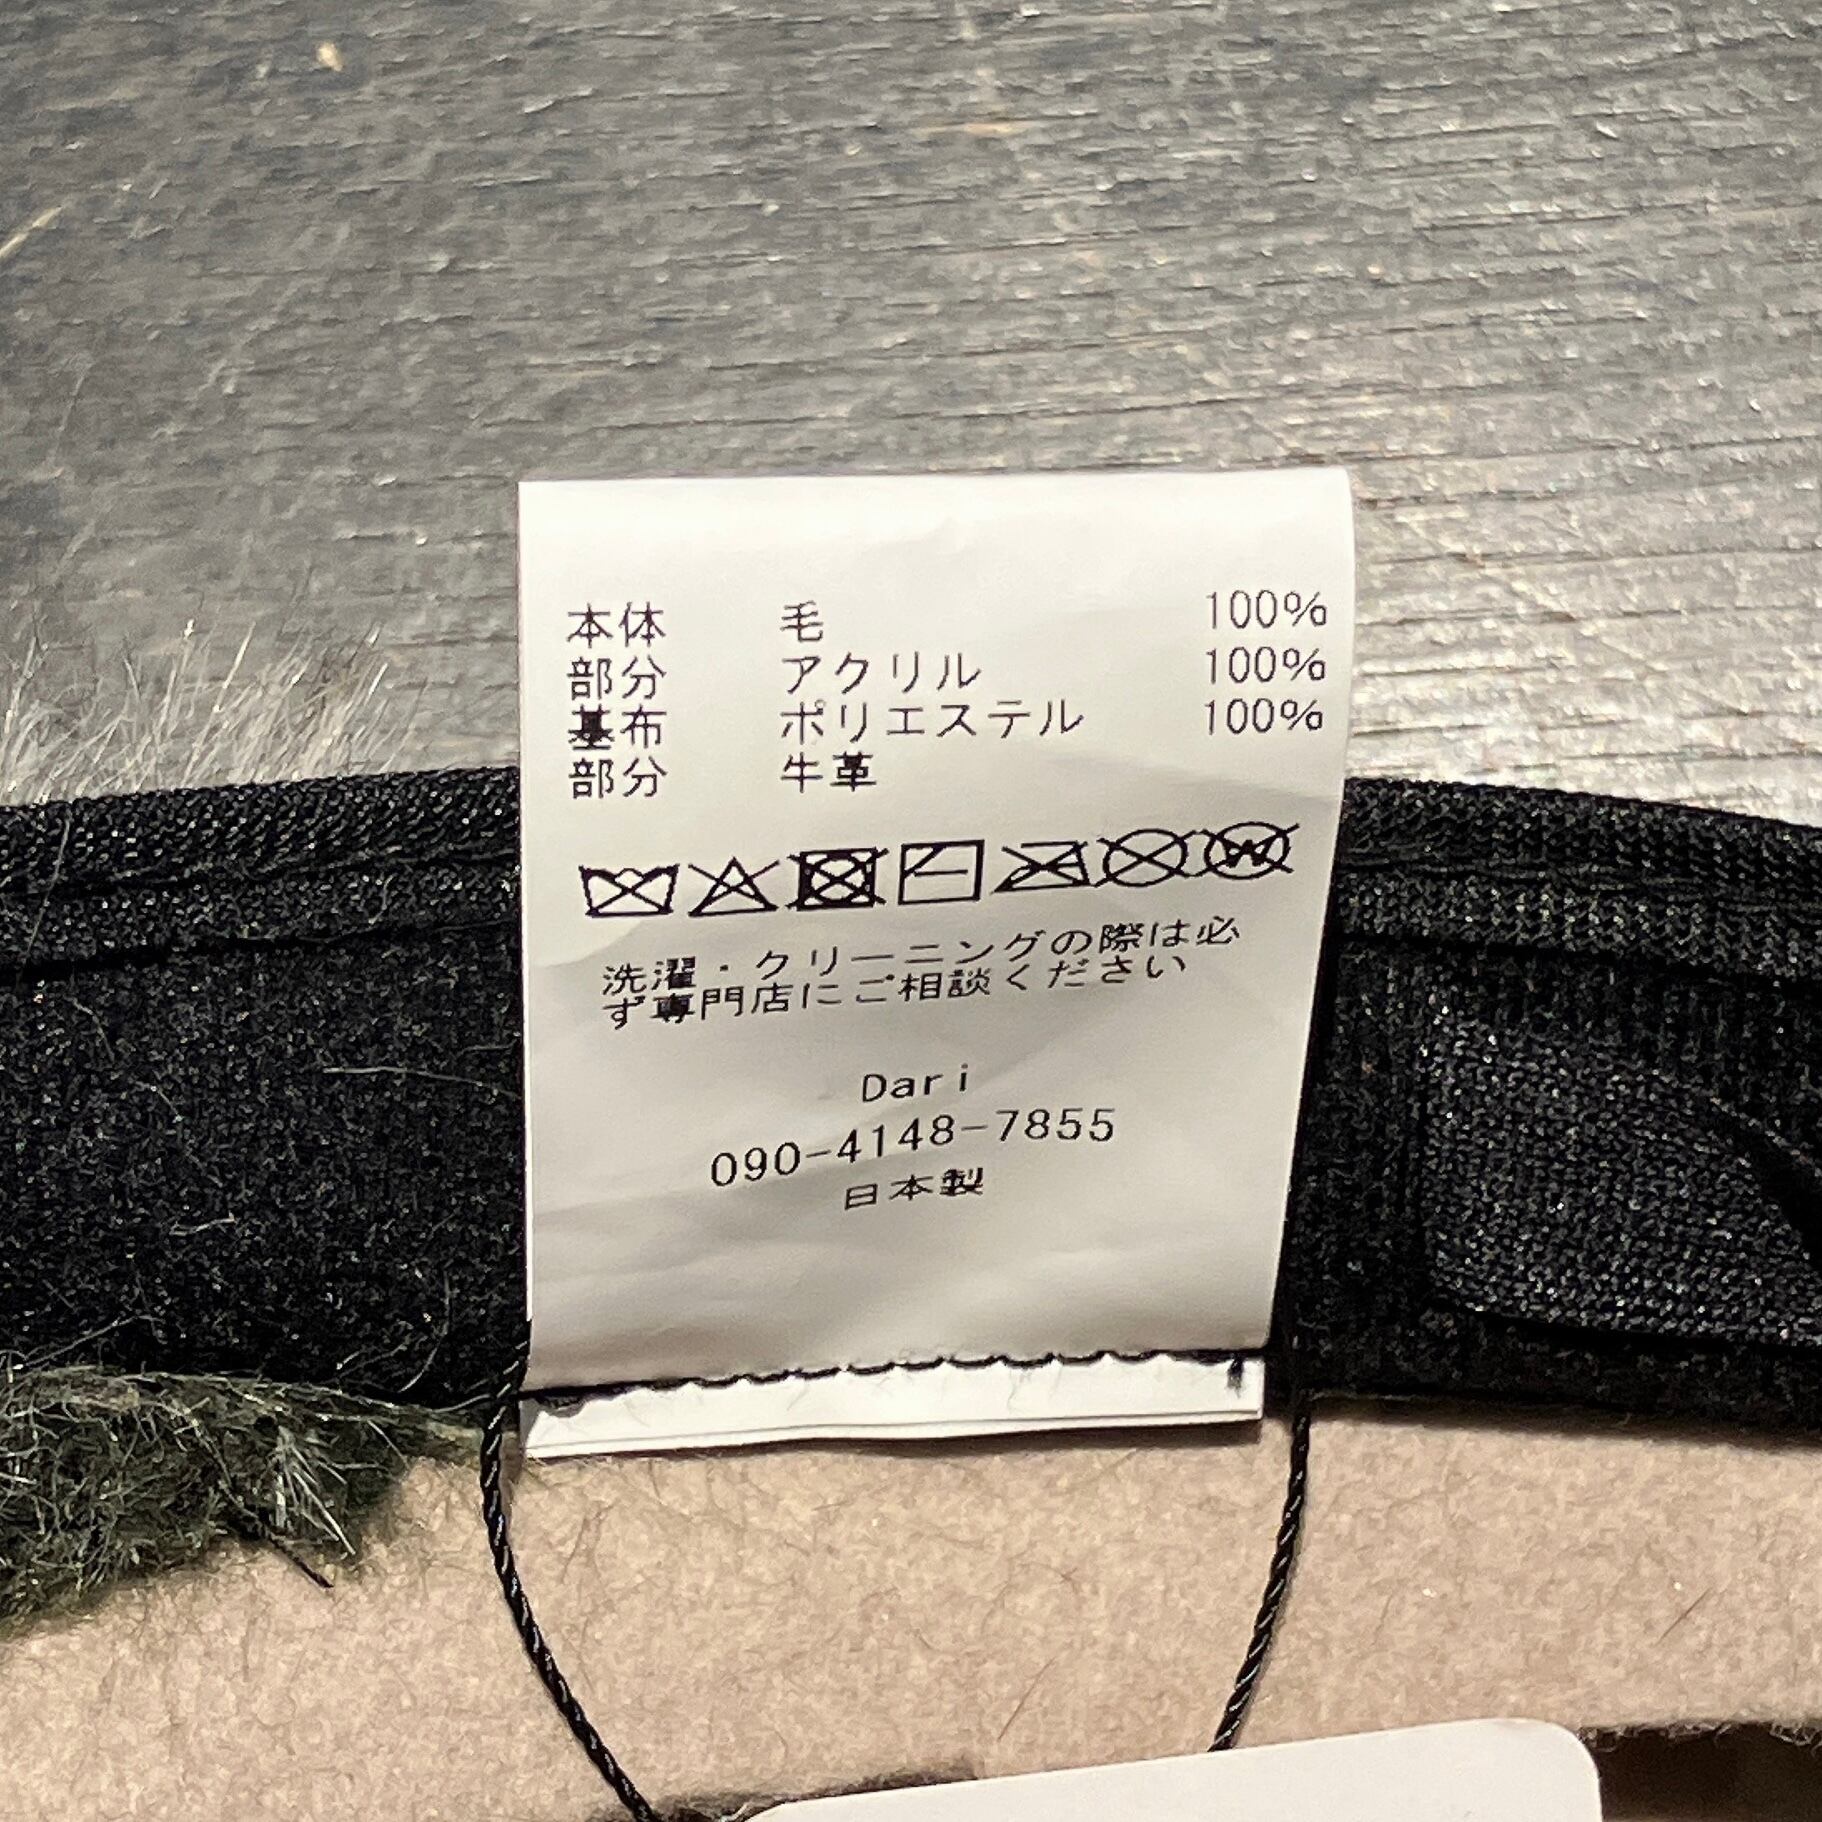 本体 毛 100%
部分 アクリル 100%
基布 ポリエステル 100%
部分 牛革
洗濯・クリーニングの際は必
ず専門店にご相談ください
Dari
090-4148-7855
日本製